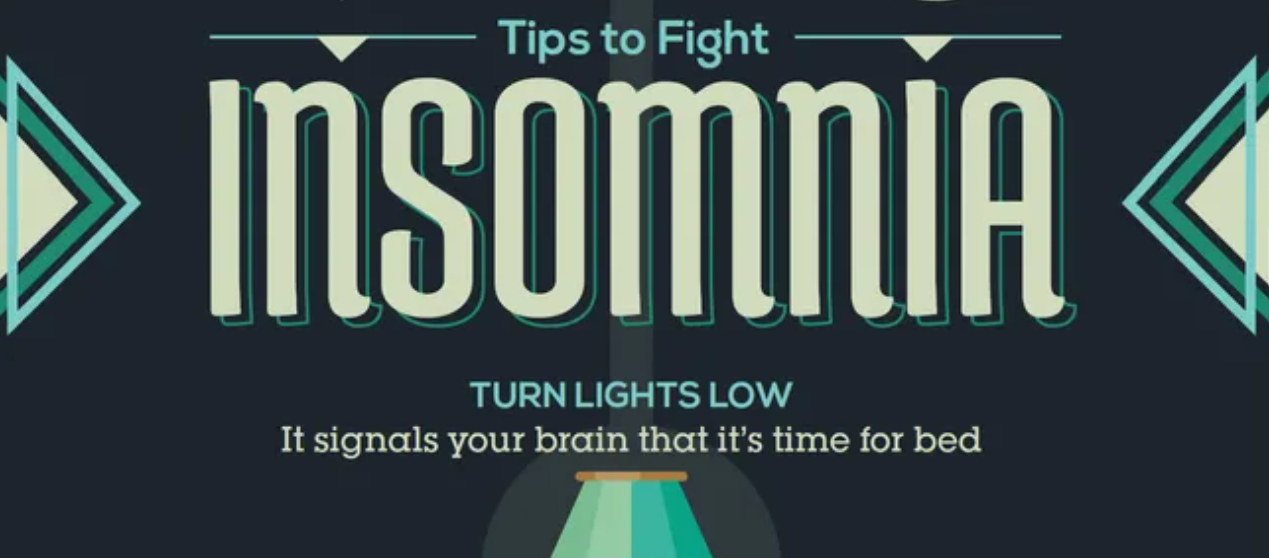 Tips to Fight
INSOMNIA
TURN LIGHTS LOW
It signals your brain that it's time for bed